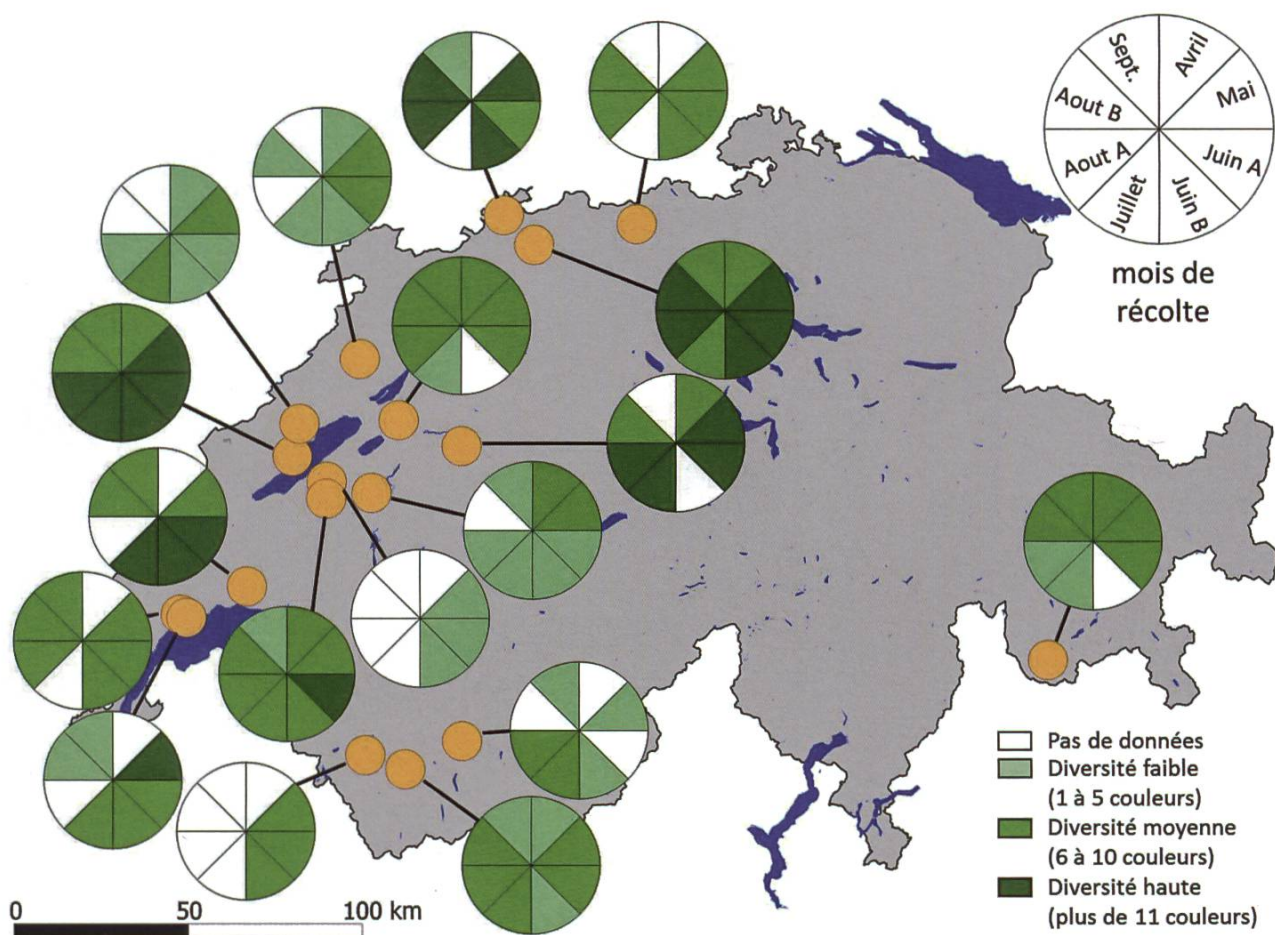 Sept.
Avril
Aout B
Mai
Aout A
Juin A
Juillet
Juin B
mois de
récolte
Pas de données
Diversité faible
(1 à 5 couleurs)
Diversité moyenne
(6 à 10 couleurs)
Diversité haute
(plus de 11 couleurs)
0 50 100 km